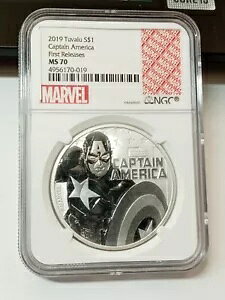 2019 Tuvalu S$1
Captain America
First Releases
MS 70
4956170-019
MARVEL
NGC
CAPTAIN
AMERICA